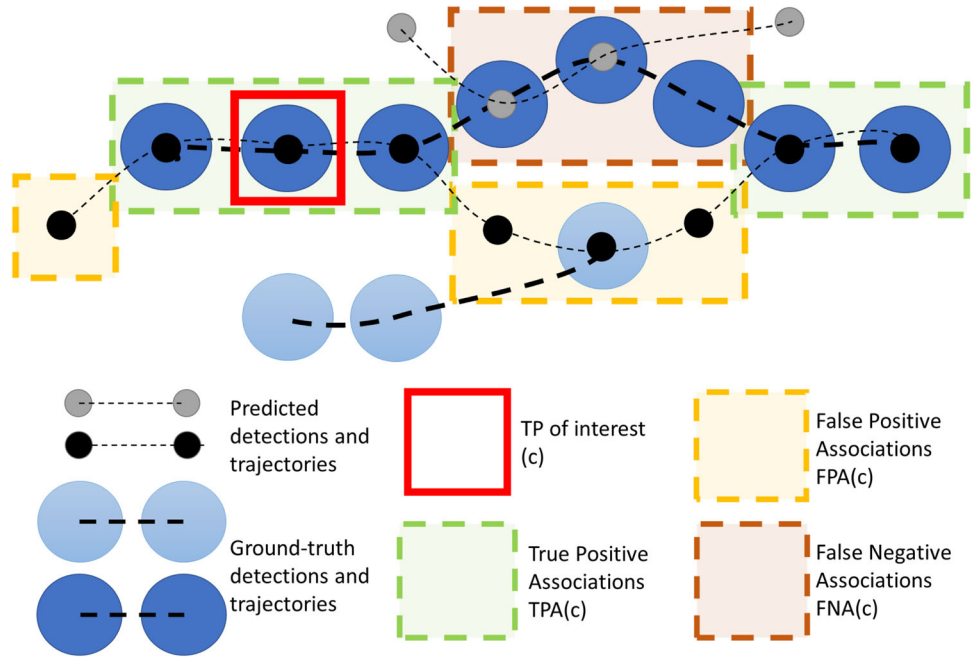 Predicted
detections and
trajectories
Ground-truth
detections and
trajectories
TP of interest
(c)
True Positive
Associations
TPA(c)
False Positive
Associations
FPA(c)
False Negative
Associations
FNA(c)